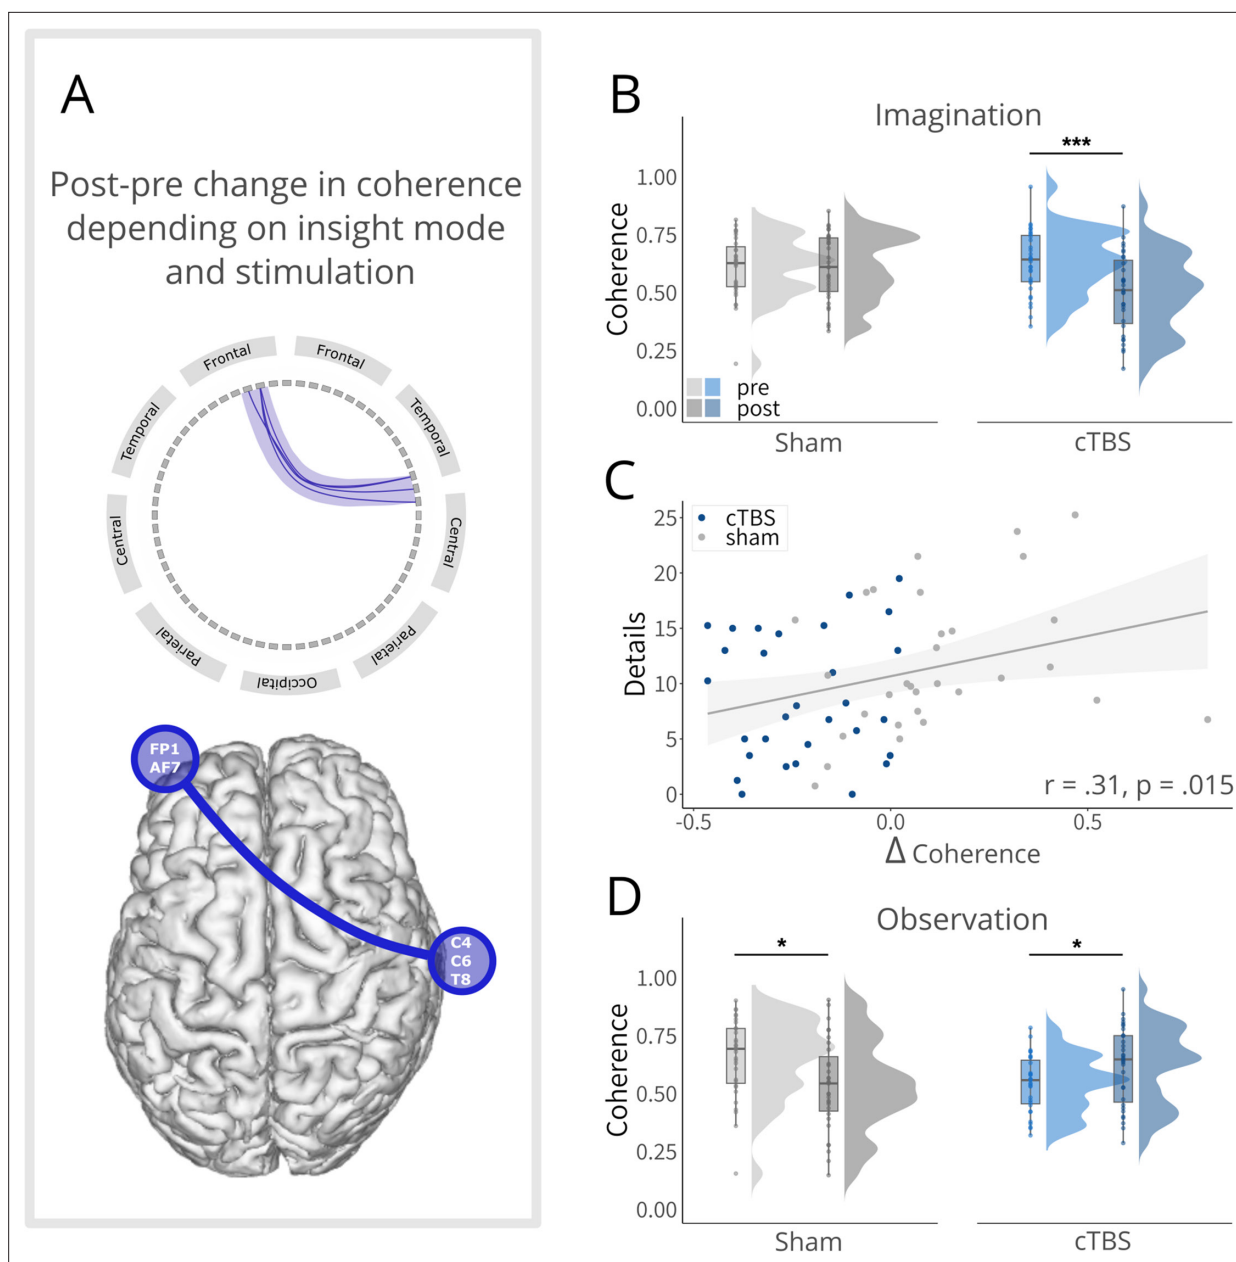 A
Post-pre change in coherence
depending on insight mode
and stimulation
Frontal
Frontal
Temporal
Temporal
Central
Central
Parietal
Parietal
Occipital
FP1
AF7
C4
C6
T8
B
Imagination
***
Coherence
1.00
0.75
0.50
0.25
0.00
pre
post
Sham
cTBS
C
cTBS
sham
Details
25
20
15
10
5
0
r = .31, p = .015
-0.5
0.0
0.5
Δ Coherence
D
Observation
*
*
Coherence
1.00
0.75
0.50
0.25
0.00
Sham
cTBS